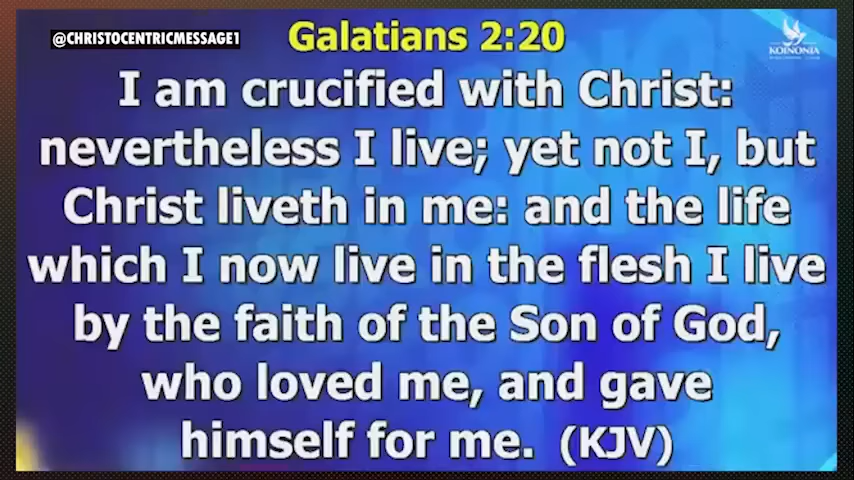 @CHRISTOCENTRICMESSAGE1
Galatians 2:20
KOINONIA
I am crucified with Christ:
nevertheless I live; yet not I, but
Christ liveth in me: and the life
which I now live in the flesh I live
by the faith of the Son of God,
who loved me, and gave
himself for me. (KJV)